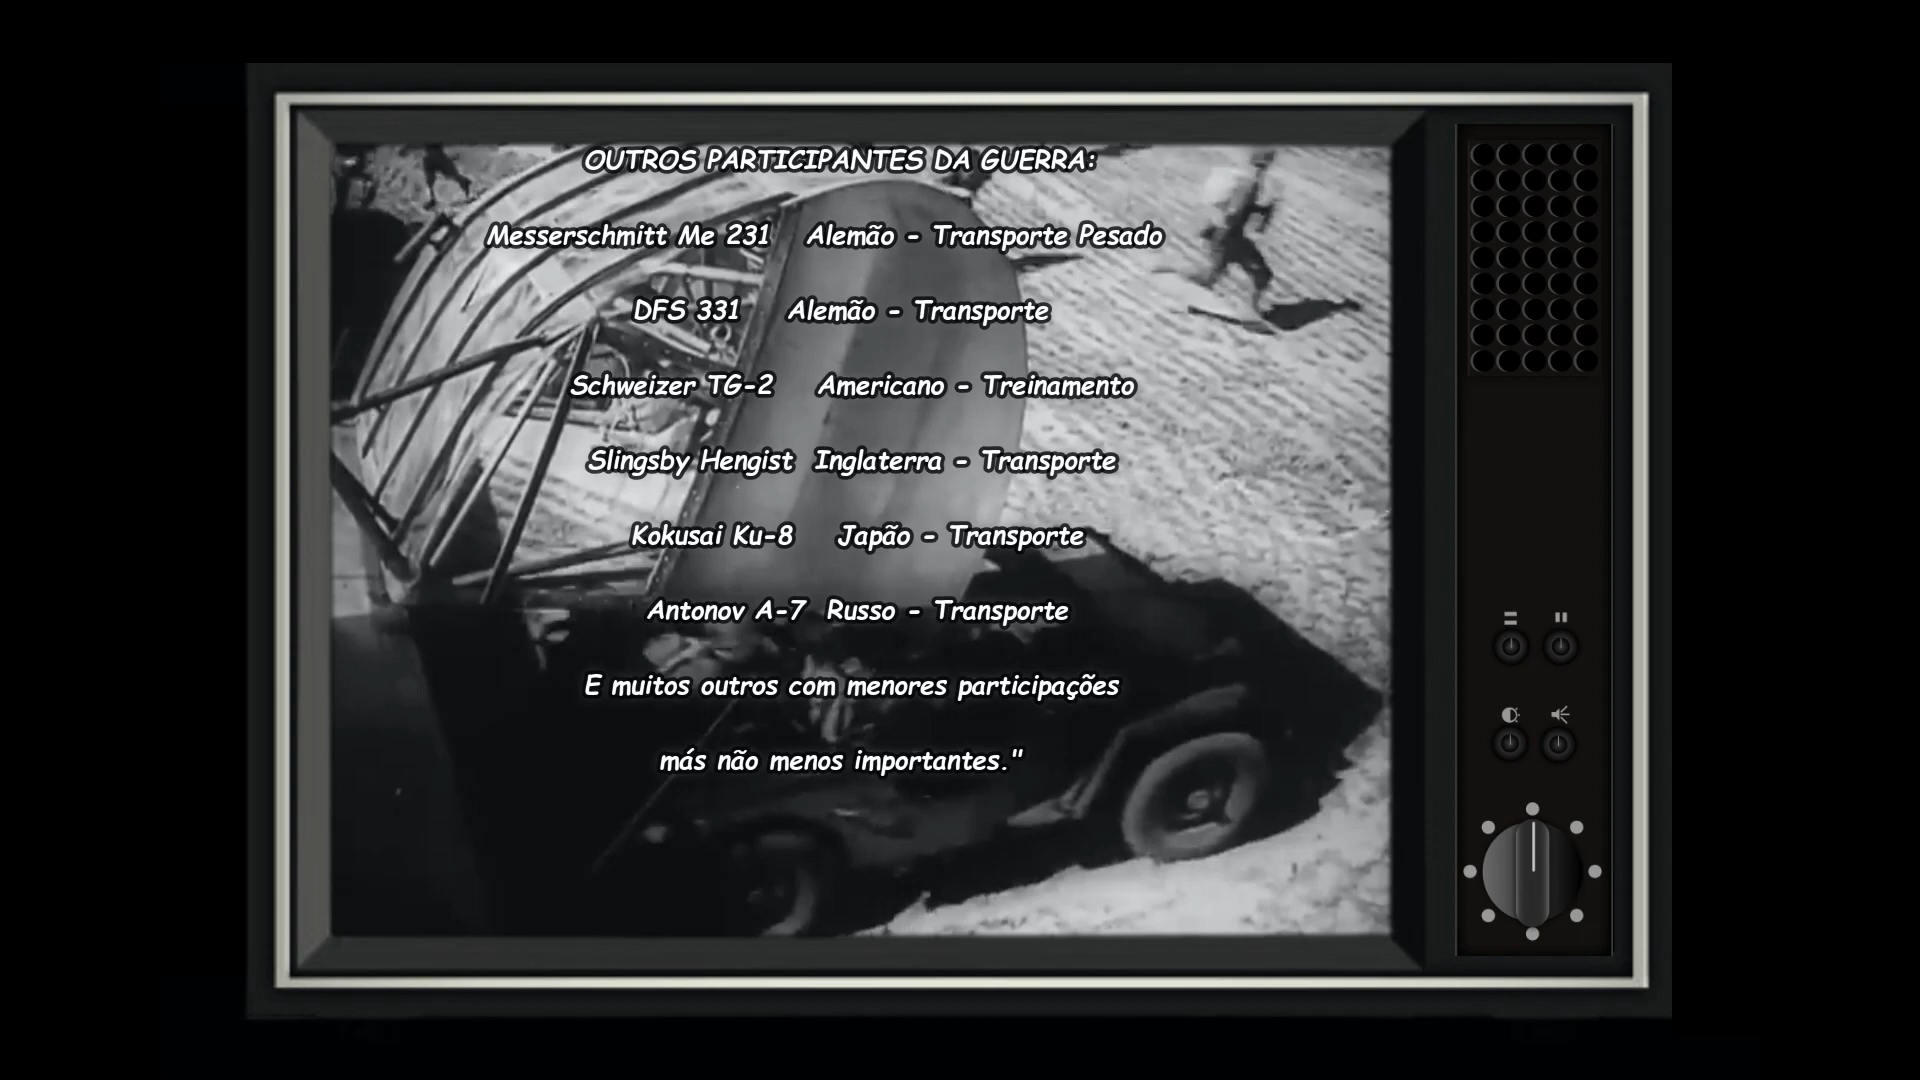 OUTROS PARTICIPANTES DA GUERRA:
Messerschmitt Me 231 Alemão - Transporte Pesado
DFS 331 Alemão - Transporte
Schweizer TG-2 Americano - Treinamento
Slingsby Hengist Inglaterra - Transporte
Kokusai Ku-8 Japão - Transporte
Antonov A-7 Russo - Transporte
E muitos outros com menores participações
más não menos importantes."